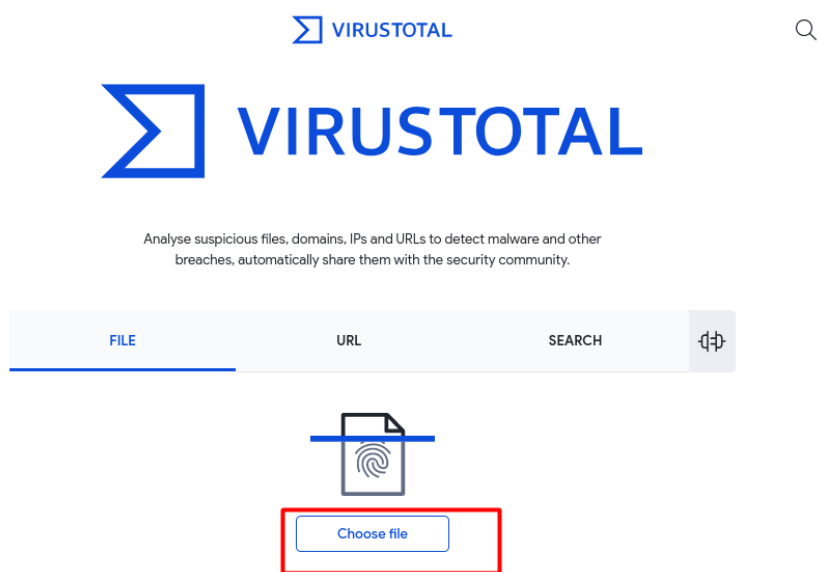 VIRUSTOTAL
VIRUSTOTAL
Analyse suspicious files, domains, IPs and URLs to detect malware and other
breaches, automatically share them with the security community.
FILE URL SEARCH
Choose file